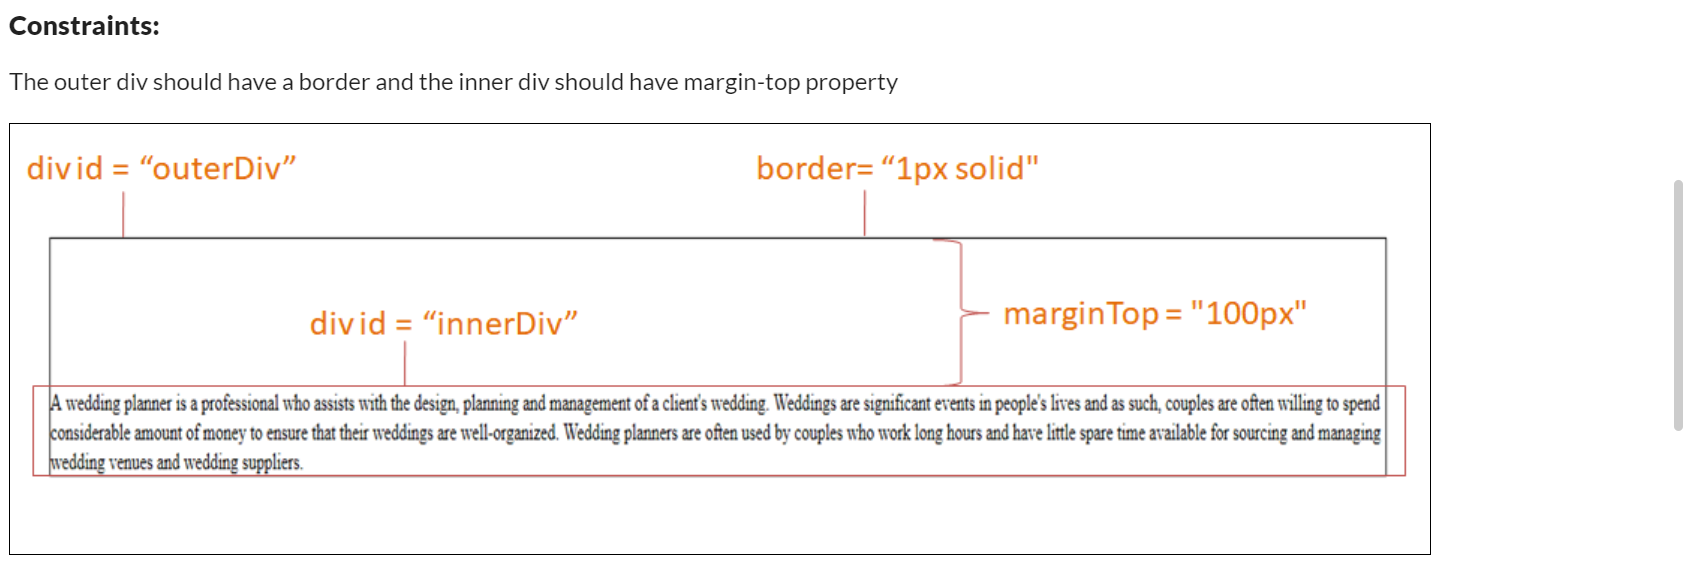 Constraints:
The outer div should have a border and the inner div should have margin-top property
div id = “outerDiv”
border= “1px solid"
div id = “innerDiv”
marginTop = "100px"
A wedding planner is a professional who assists with the design, planning and management of a client's wedding. Weddings are significant events in people's lives and as such, couples are often willing to spend
considerable amount of money to ensure that their weddings are well-organized. Wedding planners are often used by couples who work long hours and have little spare time available for sourcing and managing
wedding venues and wedding suppliers.